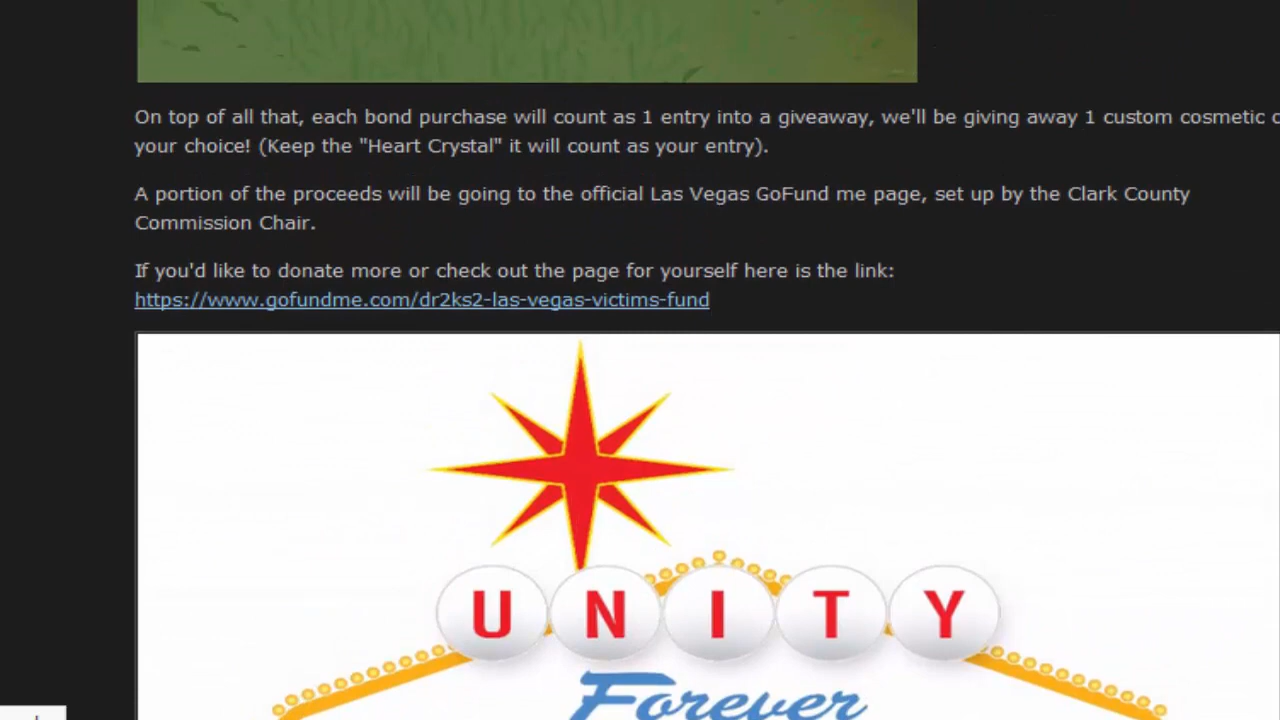 On top of all that, each bond purchase will count as 1 entry into a giveaway, we'll be giving away 1 custom cosmetic
your choice! (Keep the "Heart Crystal" it will count as your entry).
A portion of the proceeds will be going to the official Las Vegas GoFund me page, set up by the Clark County
Commission Chair.
If you'd like to donate more or check out the page for yourself here is the link:
https://www.gofundme.com/dr2ks2-las-vegas-victims-fund
UNITY
Forever